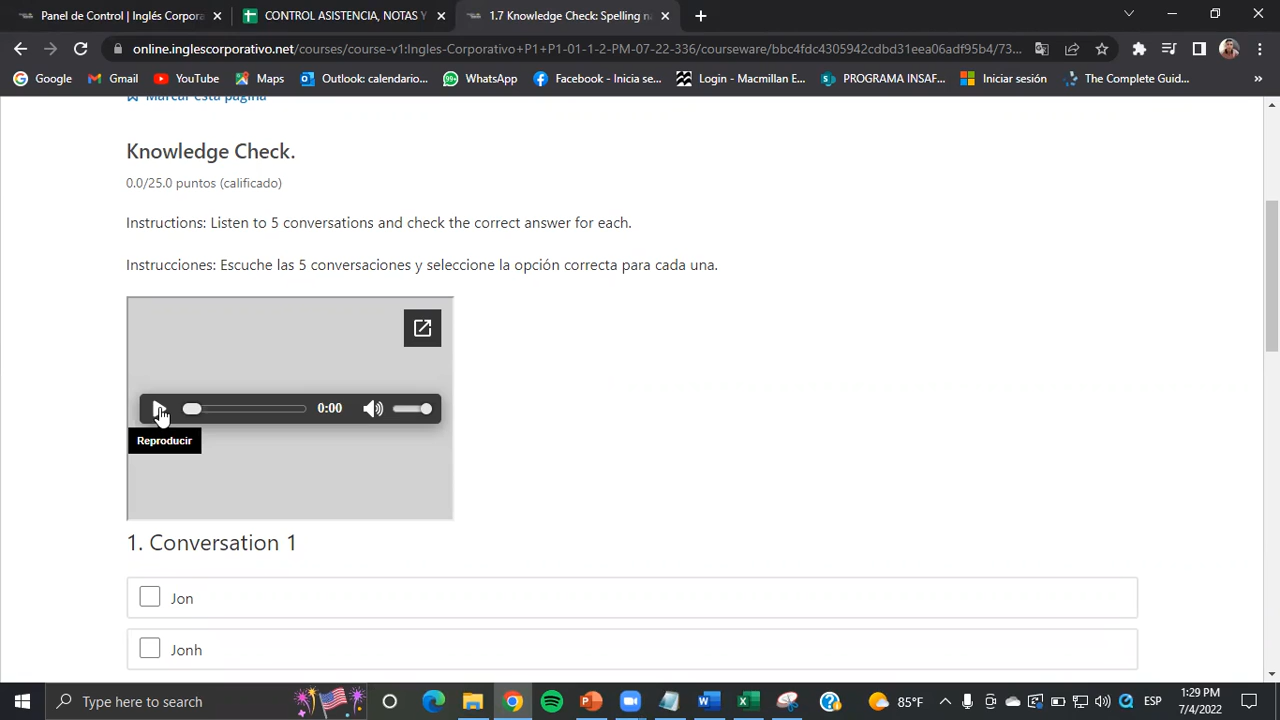 Panel de Control | Inglés Corpora
CONTROL ASISTENCIA, NOTAS Y
1.7 Knowledge Check: Spelling na
online.inglescorporativo.net/courses/course-v1:Ingles-Corporativo+P1+P1-01-1-2-PM-07-22-336/courseware/bbc4fdc4305942cdbd31eea06adf95b4/73...
Google
Gmail
YouTube
Maps
Outlook: calendario...
99+
WhatsApp
Facebook - Inicia se...
Login - Macmillan E...
PROGRAMA INSAF...
Iniciar sesión
The Complete Guid...
»
Marcar esta página
Knowledge Check.
0.0/25.0 puntos (calificado)
Instructions: Listen to 5 conversations and check the correct answer for each.
Instrucciones: Escuche las 5 conversaciones y seleccione la opción correcta para cada una.
0:00
Reproducir
1. Conversation 1
Jon
Jonh
Type here to search
85°F
ESP
1:29 PM
7/4/2022